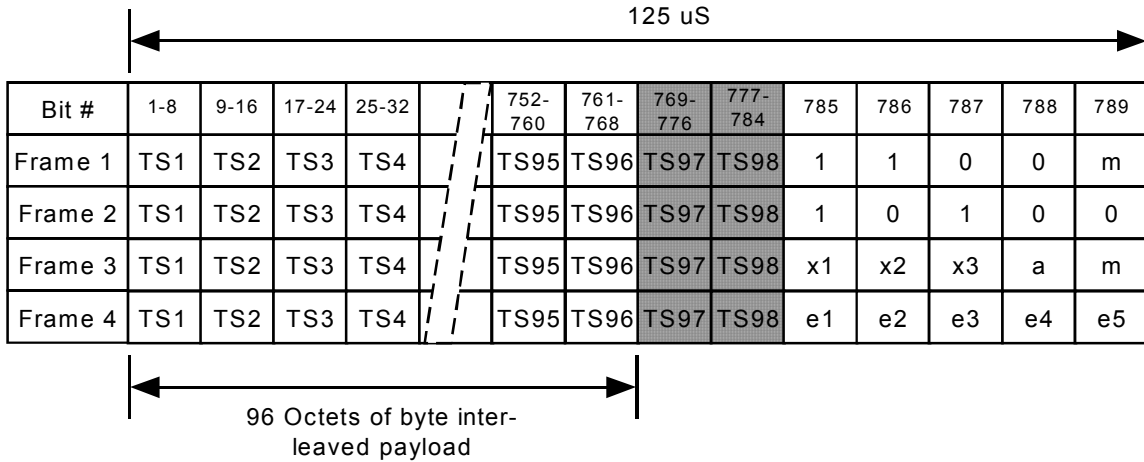 125 uS
Bit # 1-8 9-16 17-24 25-32 752-760 761-768 769-776 777-784 785 786 787 788 789
Frame 1 TS1 TS2 TS3 TS4 TS95 TS96 TS97 TS98 1 1 0 0 m
Frame 2 TS1 TS2 TS3 TS4 TS95 TS96 TS97 TS98 1 0 1 0 0
Frame 3 TS1 TS2 TS3 TS4 TS95 TS96 TS97 TS98 x1 x2 x3 a m
Frame 4 TS1 TS2 TS3 TS4 TS95 TS96 TS97 TS98 e1 e2 e3 e4 e5
96 Octets of byte inter-
leaved payload